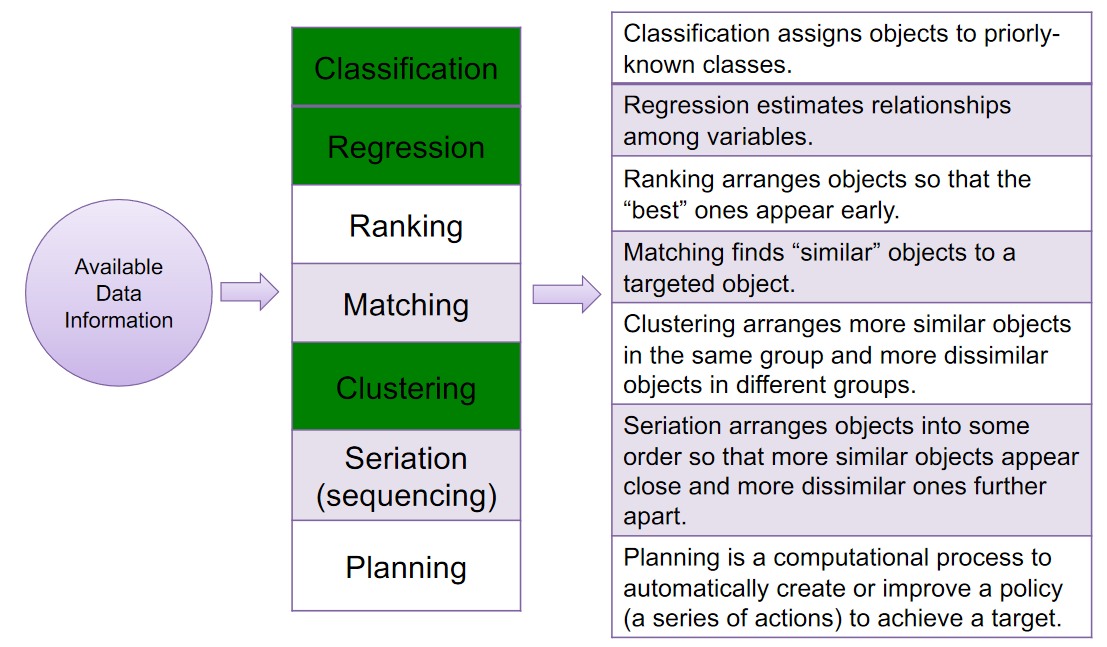 Available
Data
Information
Classification
Regression
Ranking
Matching
Clustering
Seriation
(sequencing)
Planning
Classification assigns objects to priorly-
known classes.
Regression estimates relationships
among variables.
Ranking arranges objects so that the
“best” ones appear early.
Matching finds “similar” objects to a
targeted object.
Clustering arranges more similar objects
in the same group and more dissimilar
objects in different groups.
Seriation arranges objects into some
order so that more similar objects appear
close and more dissimilar ones further
apart.
Planning is a computational process to
automatically create or improve a policy
(a series of actions) to achieve a target.